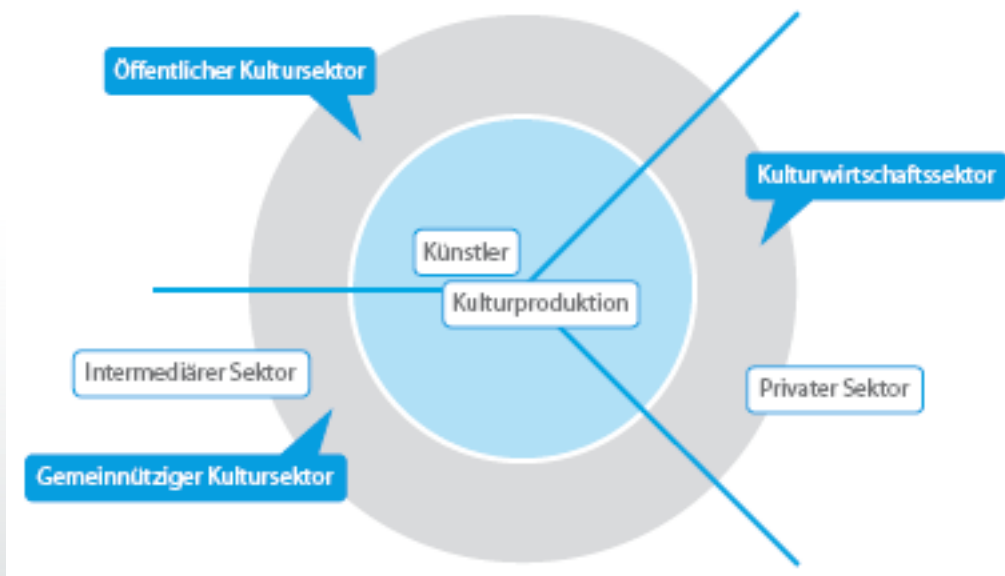 Öffentlicher Kultursektor
Kulturwirtschaftssektor
Künstler
Kulturproduktion
Intermediärer Sektor
Privater Sektor
Gemeinnütziger Kultursektor